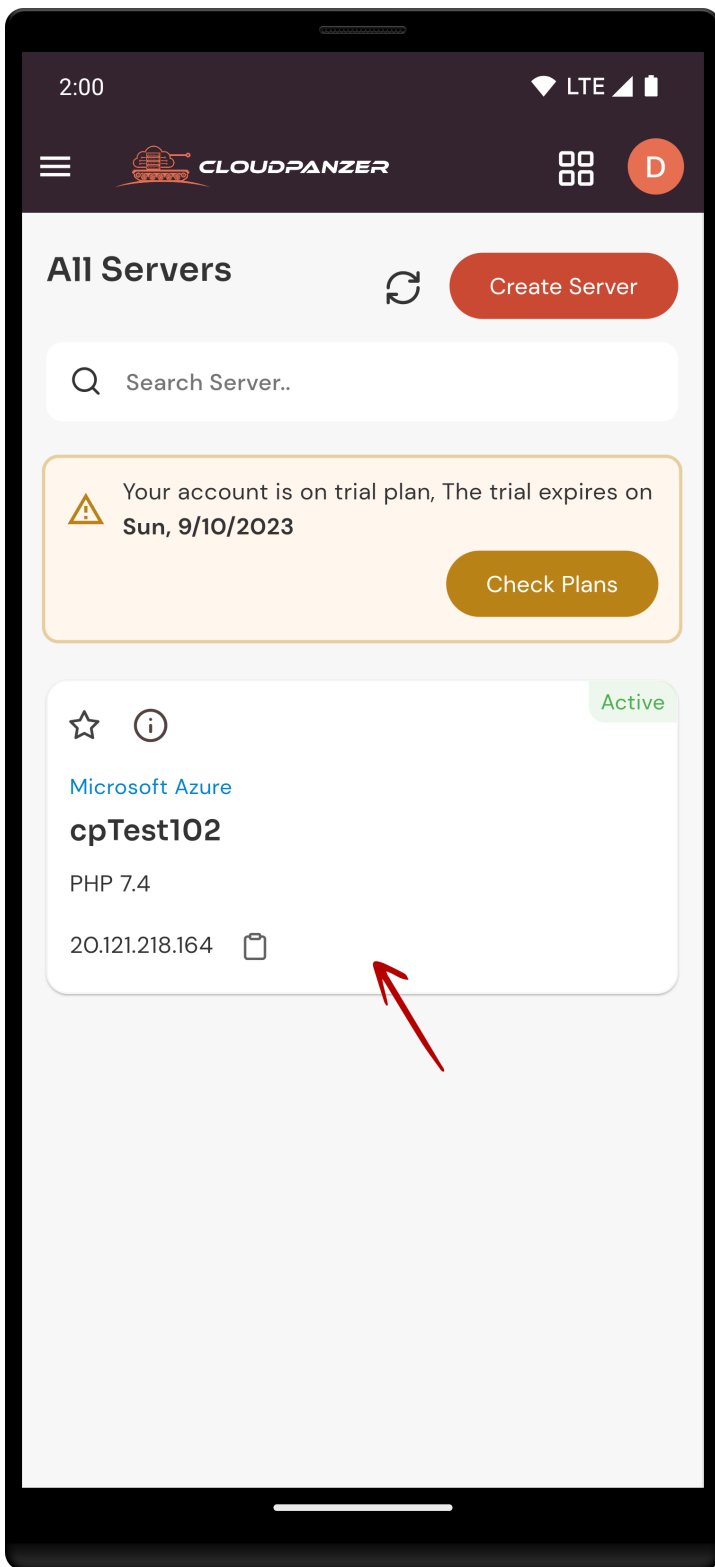 2:00
LTE
CLOUDPANZER
D
All Servers
Create Server
Search Server..
Your account is on trial plan, The trial expires on
Sun, 9/10/2023
Check Plans
Active
Microsoft Azure
cpTest102
PHP 7.4
20.121.218.164